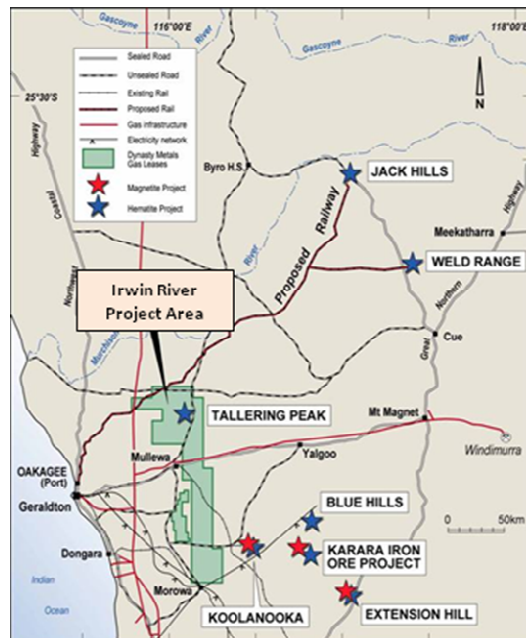 116°00'E
118°00'E
Gascoyne
River
Gascoyne
River
25°30'S
Sealed Road
Unsealed Road
Existing Rail
Proposed Rail
Gas infrastructure
Electricity network
Dynasty Metals
Gas Leases
Magnetite Project
Hematite Project
N
Highway
Coastal
Northwest
Byro H.S.
JACK HILLS
Highway
Meekatharra
Proposed Railway
River
WELD RANGE
Northern
Irwin River
Project Area
Murchison
Great
Cue
TALLERING PEAK
Mt Magnet
Windimurra
Mullewa
Yalgoo
OAKAGEE
(Port)
Geraldton
BLUE HILLS
50km
Dongara
KARARA IRON
ORE PROJECT
Indian
Ocean
Morowa
KOOLANOOKA
EXTENSION HILL